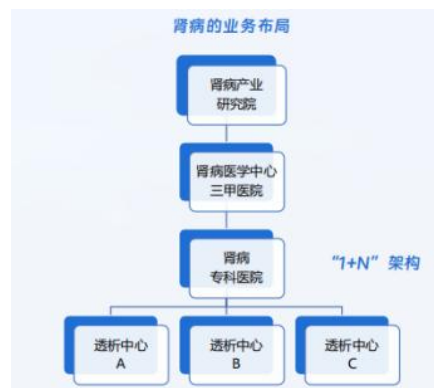 肾病的业务布局
肾病产业
研究院
肾病医学中心
三甲医院
肾病
专科医院
“1+N”架构
透析中心
A
透析中心
B
透析中心
C